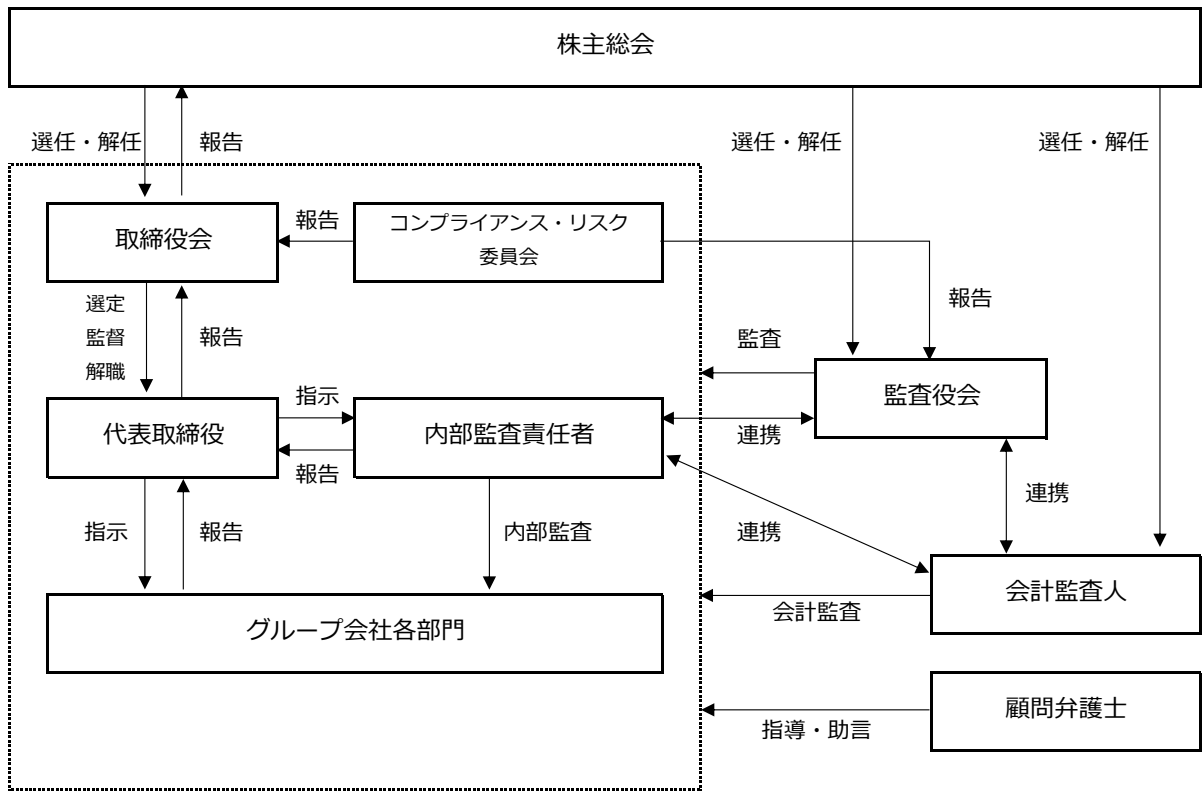 株主総会
選任・解任
報告
選任・解任
選任・解任
取締役会
報告
コンプライアンス・リスク
委員会
報告
選定
監督
解職
報告
監査
監査役会
代表取締役
指示
報告
内部監査責任者
連携
連携
指示
報告
内部監査
連携
会計監査人
会計監査
グループ会社各部門
顧問弁護士
指導・助言